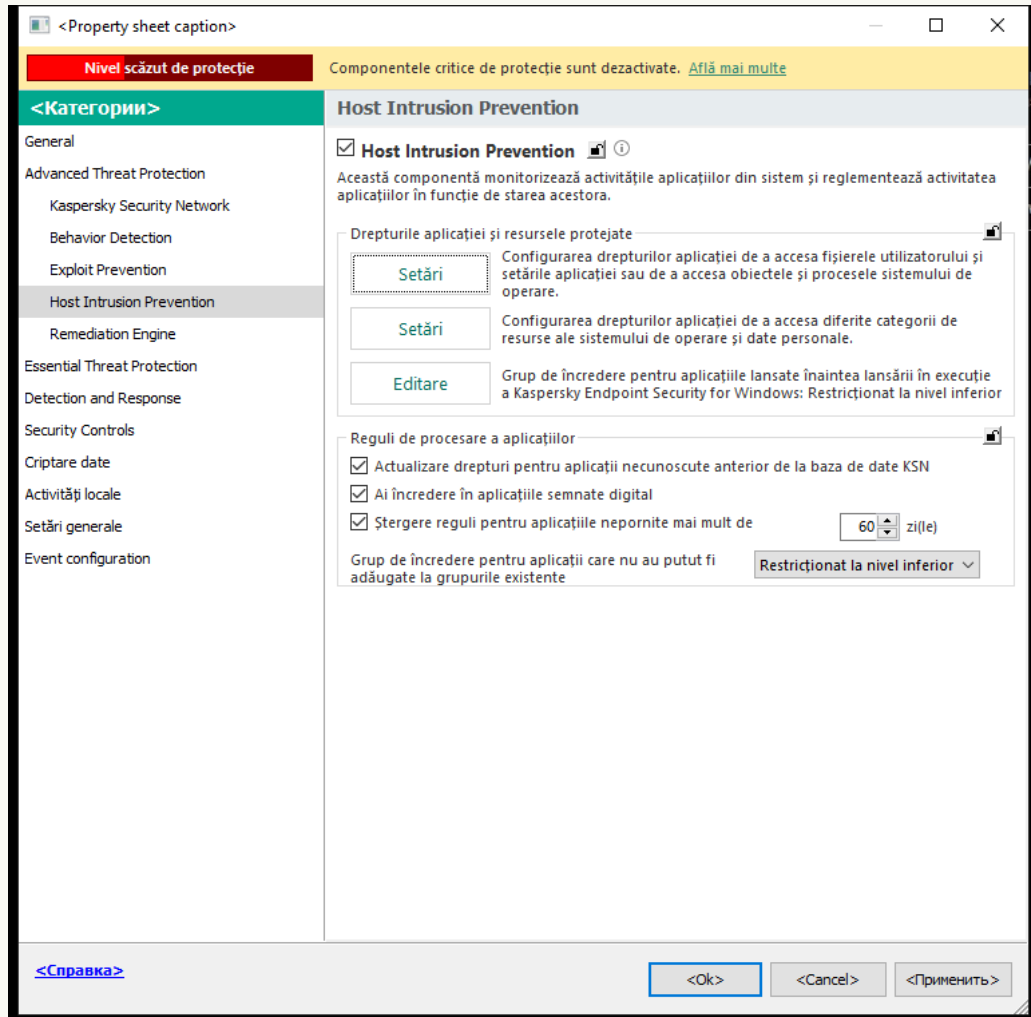 <Property sheet caption>
Nivel scăzut de protecție
Componentele critice de protecție sunt dezactivate. Află mai multe
<Категории>
General
Advanced Threat Protection
Kaspersky Security Network
Behavior Detection
Exploit Prevention
Host Intrusion Prevention
Remediation Engine
Essential Threat Protection
Detection and Response
Security Controls
Criptare date
Activități locale
Setări generale
Event configuration
Host Intrusion Prevention
Host Intrusion Prevention
Această componentă monitorizează activitățile aplicațiilor din sistem și reglementează activitatea
aplicațiilor în funcție de starea acestora.
Drepturile aplicației și resursele protejate
Setări
Configurarea drepturilor aplicației de a accesa fișierele utilizatorului și
setările aplicației sau de a accesa obiectele și procesele sistemului de
operare.
Setări
Configurarea drepturilor aplicației de a accesa diferite categorii de
resurse ale sistemului de operare și date personale.
Editare
Grup de încredere pentru aplicațiile lansate înaintea lansării în execuție
a Kaspersky Endpoint Security for Windows: Restricționat la nivel inferior
Reguli de procesare a aplicațiilor
Actualizare drepturi pentru aplicații necunoscute anterior de la baza de date KSN
Ai încredere în aplicațiile semnate digital
Ștergere reguli pentru aplicațiile nepornite mai mult de
60 zi(le)
Grup de încredere pentru aplicații care nu au putut fi
adăugate la grupurile existente
Restricționat la nivel inferior
<Справка>
<Ok>
<Cancel>
<Применить>